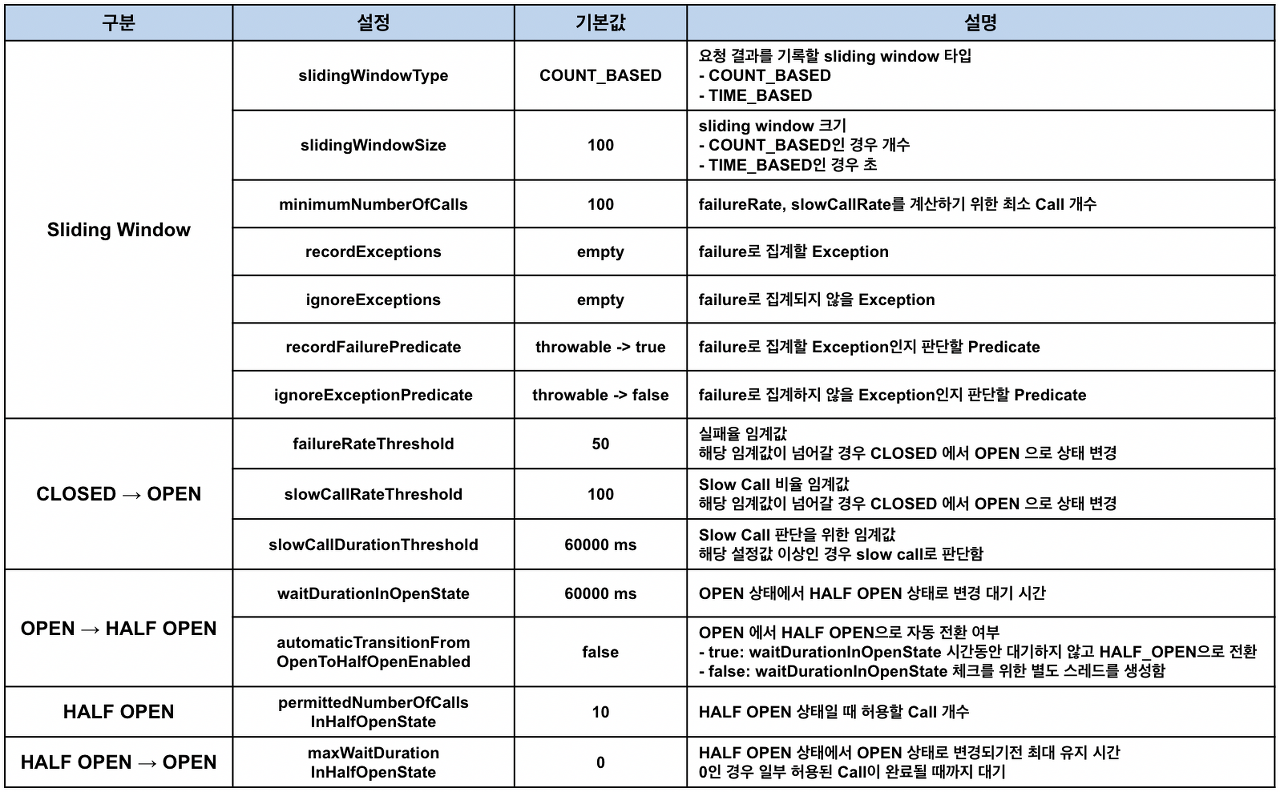 구분 설정 기본값 설명
Sliding Window
slidingWindowType COUNT_BASED 요청 결과를 기록할 sliding window 타입
- COUNT_BASED
- TIME_BASED
slidingWindowSize 100 sliding window 크기
- COUNT_BASED인 경우 개수
- TIME_BASED인 경우 초
minimumNumberOfCalls 100 failureRate, slowCallRate를 계산하기 위한 최소 Call 개수
recordExceptions empty failure로 집계할 Exception
ignoreExceptions empty failure로 집계되지 않을 Exception
recordFailurePredicate throwable -> true failure로 집계할 Exception인지 판단할 Predicate
ignoreExceptionPredicate throwable -> false failure로 집계하지 않을 Exception인지 판단할 Predicate
CLOSED → OPEN
failureRateThreshold 50 실패율 임계값
해당 임계값이 넘어갈 경우 CLOSED 에서 OPEN 으로 상태 변경
slowCallRateThreshold 100 Slow Call 비율 임계값
해당 임계값이 넘어갈 경우 CLOSED 에서 OPEN 으로 상태 변경
slowCallDurationThreshold 60000 ms Slow Call 판단을 위한 임계값
해당 설정값 이상인 경우 slow call로 판단함
OPEN → HALF OPEN
waitDurationInOpenState 60000 ms OPEN 상태에서 HALF OPEN 상태로 변경 대기 시간
automaticTransitionFrom
OpenToHalfOpenEnabled
false
OPEN 에서 HALF OPEN으로 자동 전환 여부
- true: waitDurationInOpenState 시간동안 대기하지 않고 HALF_OPEN으로 전환
- false: waitDurationInOpenState 체크를 위한 별도 스레드를 생성함
HALF OPEN
permittedNumberOfCalls
InHalfOpenState
10
HALF OPEN 상태일 때 허용할 Call 개수
HALF OPEN → OPEN
maxWaitDuration
InHalfOpenState
0
HALF OPEN 상태에서 OPEN 상태로 변경되기전 최대 유지 시간
0인 경우 일부 허용된 Call이 완료될 때까지 대기